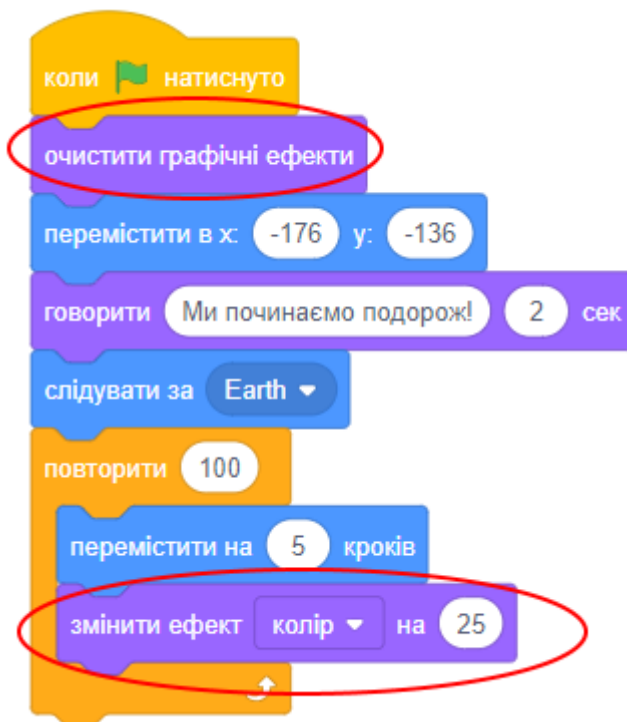 коли натиснуто
очистити графічні ефекти
перемістити в x: -176 y: -136
говорити Ми починаємо подорож! 2 сек
слідувати за Earth
повторити 100
перемістити на 5 кроків
змінити ефект колір на 25